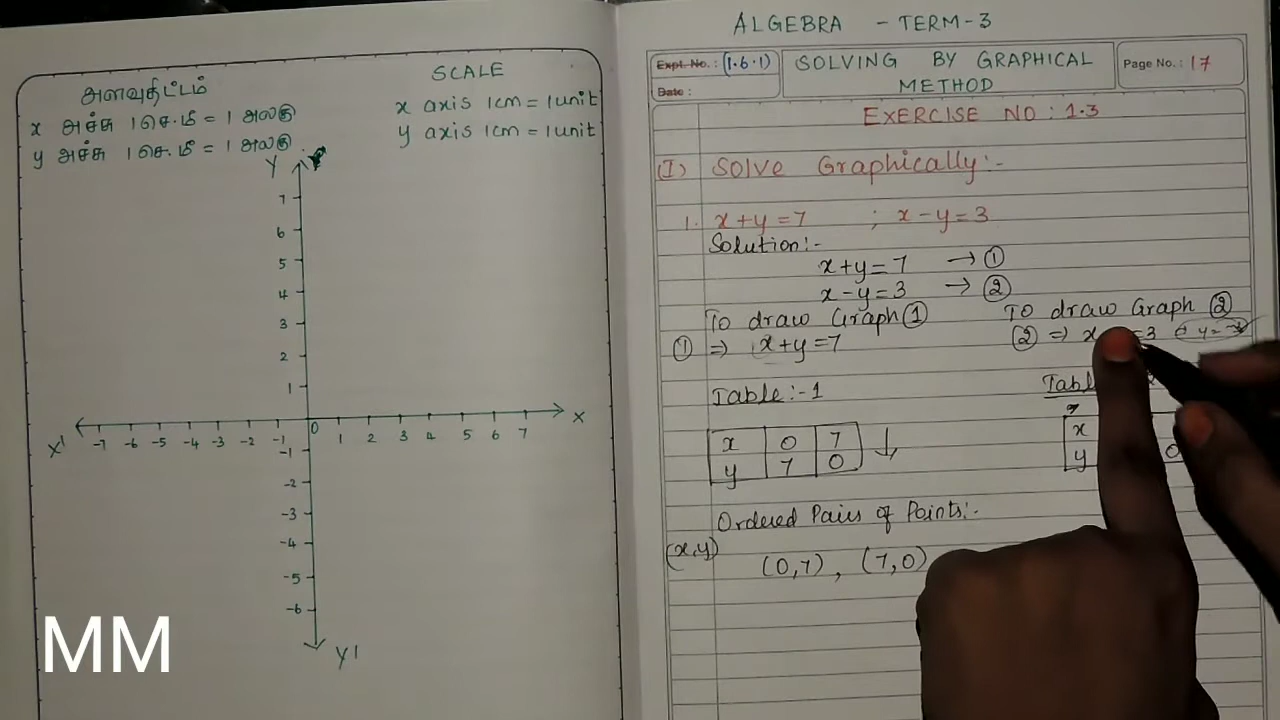 அளவுதிட்டம்
x அச்சு 1 செ.மீ = 1 அலகு
y அச்சு 1 செ.மீ = 1 அலகு
SCALE
x axis 1cm = 1unit
y axis 1cm = 1unit
Y
7
6
5
4
3
2
1
X' -7 -6 -5 -4 -3 -2 -1 0 1 2 3 4 5 6 7 X
-1
-2
-3
-4
-5
-6
Y'
MM
ALGEBRA - TERM-3
Expt. No. : (1.6.1)
Date :
SOLVING BY GRAPHICAL
METHOD
Page No. : 17
EXERCISE NO : 1.3
(I) Solve Graphically:-
1. x+y=7 ; x-y=3
Solution:-
x+y=7 → ①
x-y=3 → ②
To draw Graph ① To draw Graph ②
① ⇒ x+y=7 ② ⇒ x =3
Table:-1
x 0 7
y 7 0
x
y 0
Ordered Pairs of Points:-
(x,y) (0,7), (7,0)